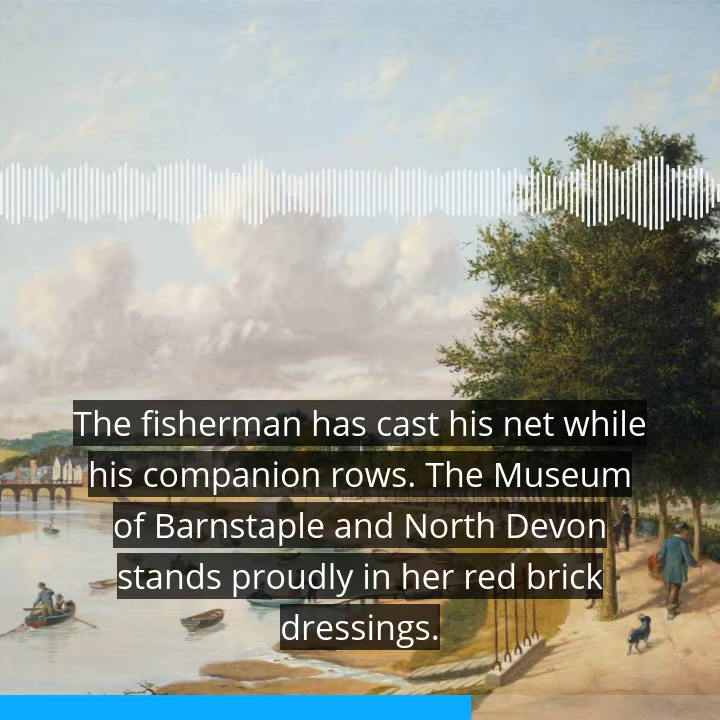 The fisherman has cast his net while
his companion rows. The Museum
of Barnstaple and North Devon
stands proudly in her red brick
dressings.